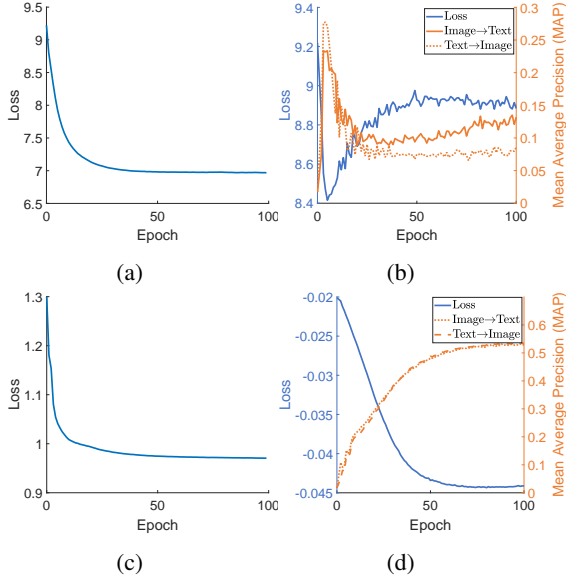 9.5
9
8.5
8
7.5
7
6.5
0
50
100
Loss
Epoch
(a)
9.4
9.2
9
8.8
8.6
8.4
0
50
100
0.3
0.25
0.2
0.15
0.1
0.05
0
Loss
Mean Average Precision (MAP)
Epoch
Loss
Image→Text
Text→Image
(b)
1.3
1.2
1.1
1
0.9
0
50
100
Loss
Epoch
(c)
-0.02
-0.025
-0.03
-0.035
-0.04
-0.045
0
50
100
0.6
0.5
0.4
0.3
0.2
0.1
0
Loss
Mean Average Precision (MAP)
Epoch
Loss
Image→Text
Text→Image
(d)